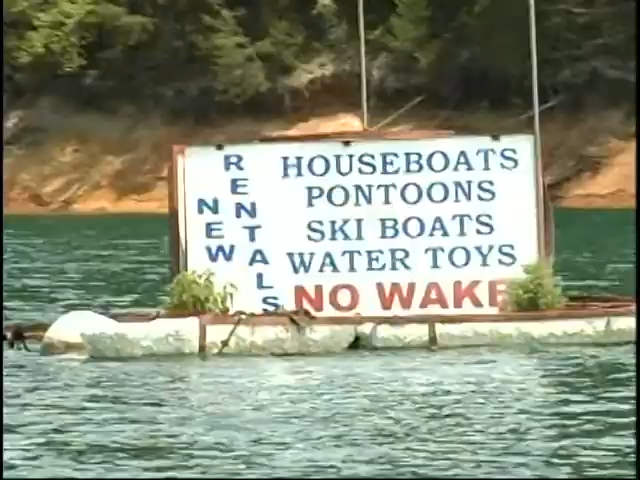 NEW
RENTALS
HOUSEBOATS
PONTOONS
SKI BOATS
WATER TOYS
NO WAKE